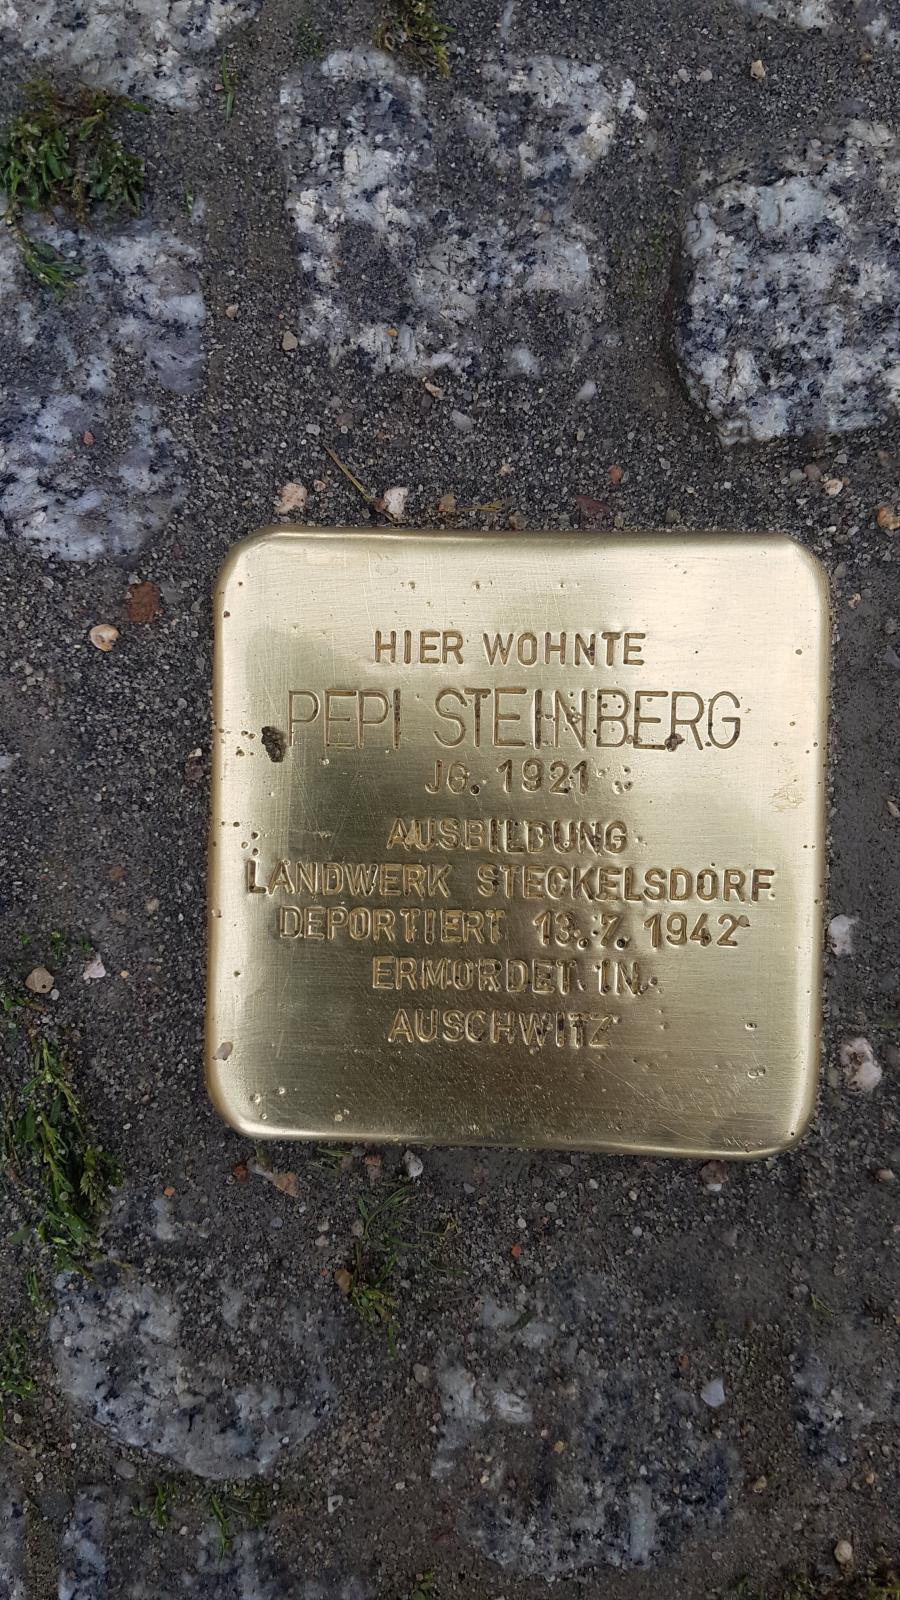 HIER WOHNTE
PEPI STEINBERG
JG. 1921
AUSBILDUNG
LANDWERK STECKELSDORF
DEPORTIERT 13.7.1942
ERMORDET IN
AUSCHWITZ